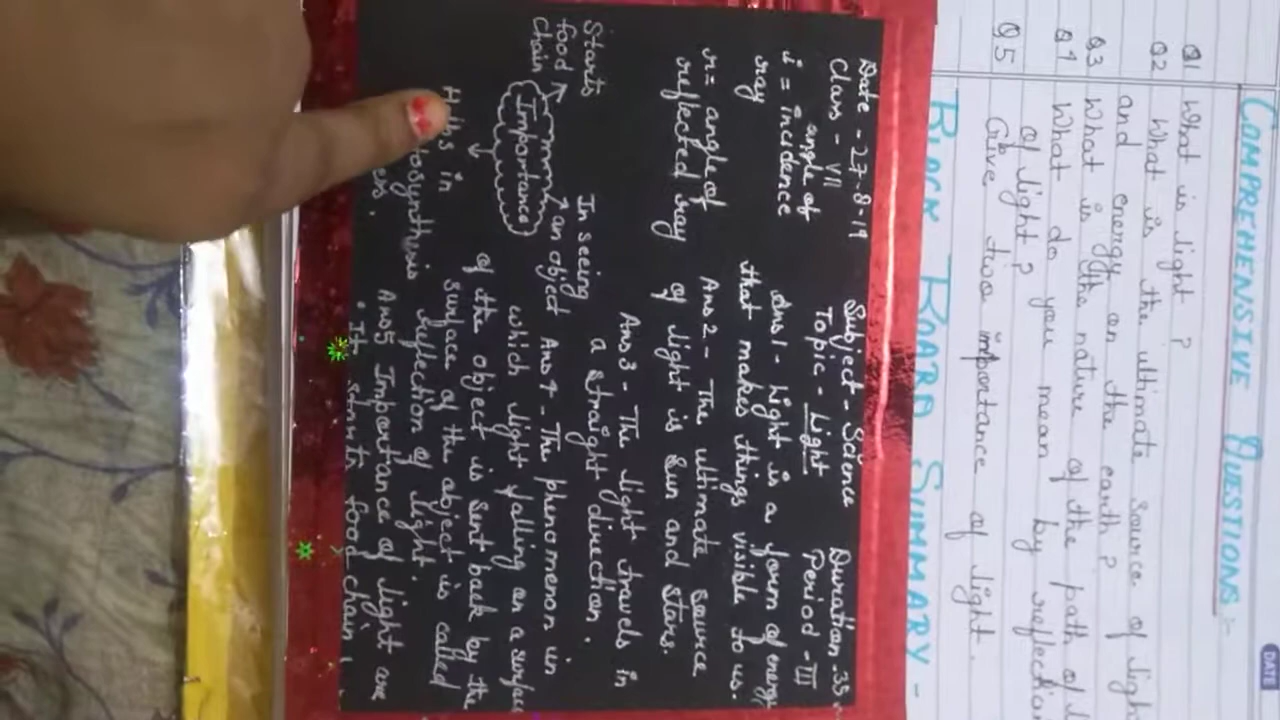 DATE
COMPREHENSIVE QUESTIONS :-
Q1 What is light ?
Q2 What is the ultimate source of
and energy on the earth ?
Q3 What is the nature of the path of
Q4 What do you mean by reflection
of light ?
Q5 Give two importance of light.
BLACK BOARD SUMMARY -
Date - 27-8-19 Subject - Science Duration - 35
Class - VII Topic - Light Period - III
i = angle of incidence ray
r = angle of reflected ray
Ans 1 - Light is a form of energy
that makes things visible to us.
Ans 2 - The ultimate source
of light is Sun and stars.
Ans 3 - The light travels in
a straight direction.
Ans 4 - The phenomenon in
which light falling on a surface
of the object is sent back by the
surface of the object is called
reflection of light.
Ans 5 Importance of light are
• It starts food chain
Starts
food
chain
In seeing
an object
Importance
in